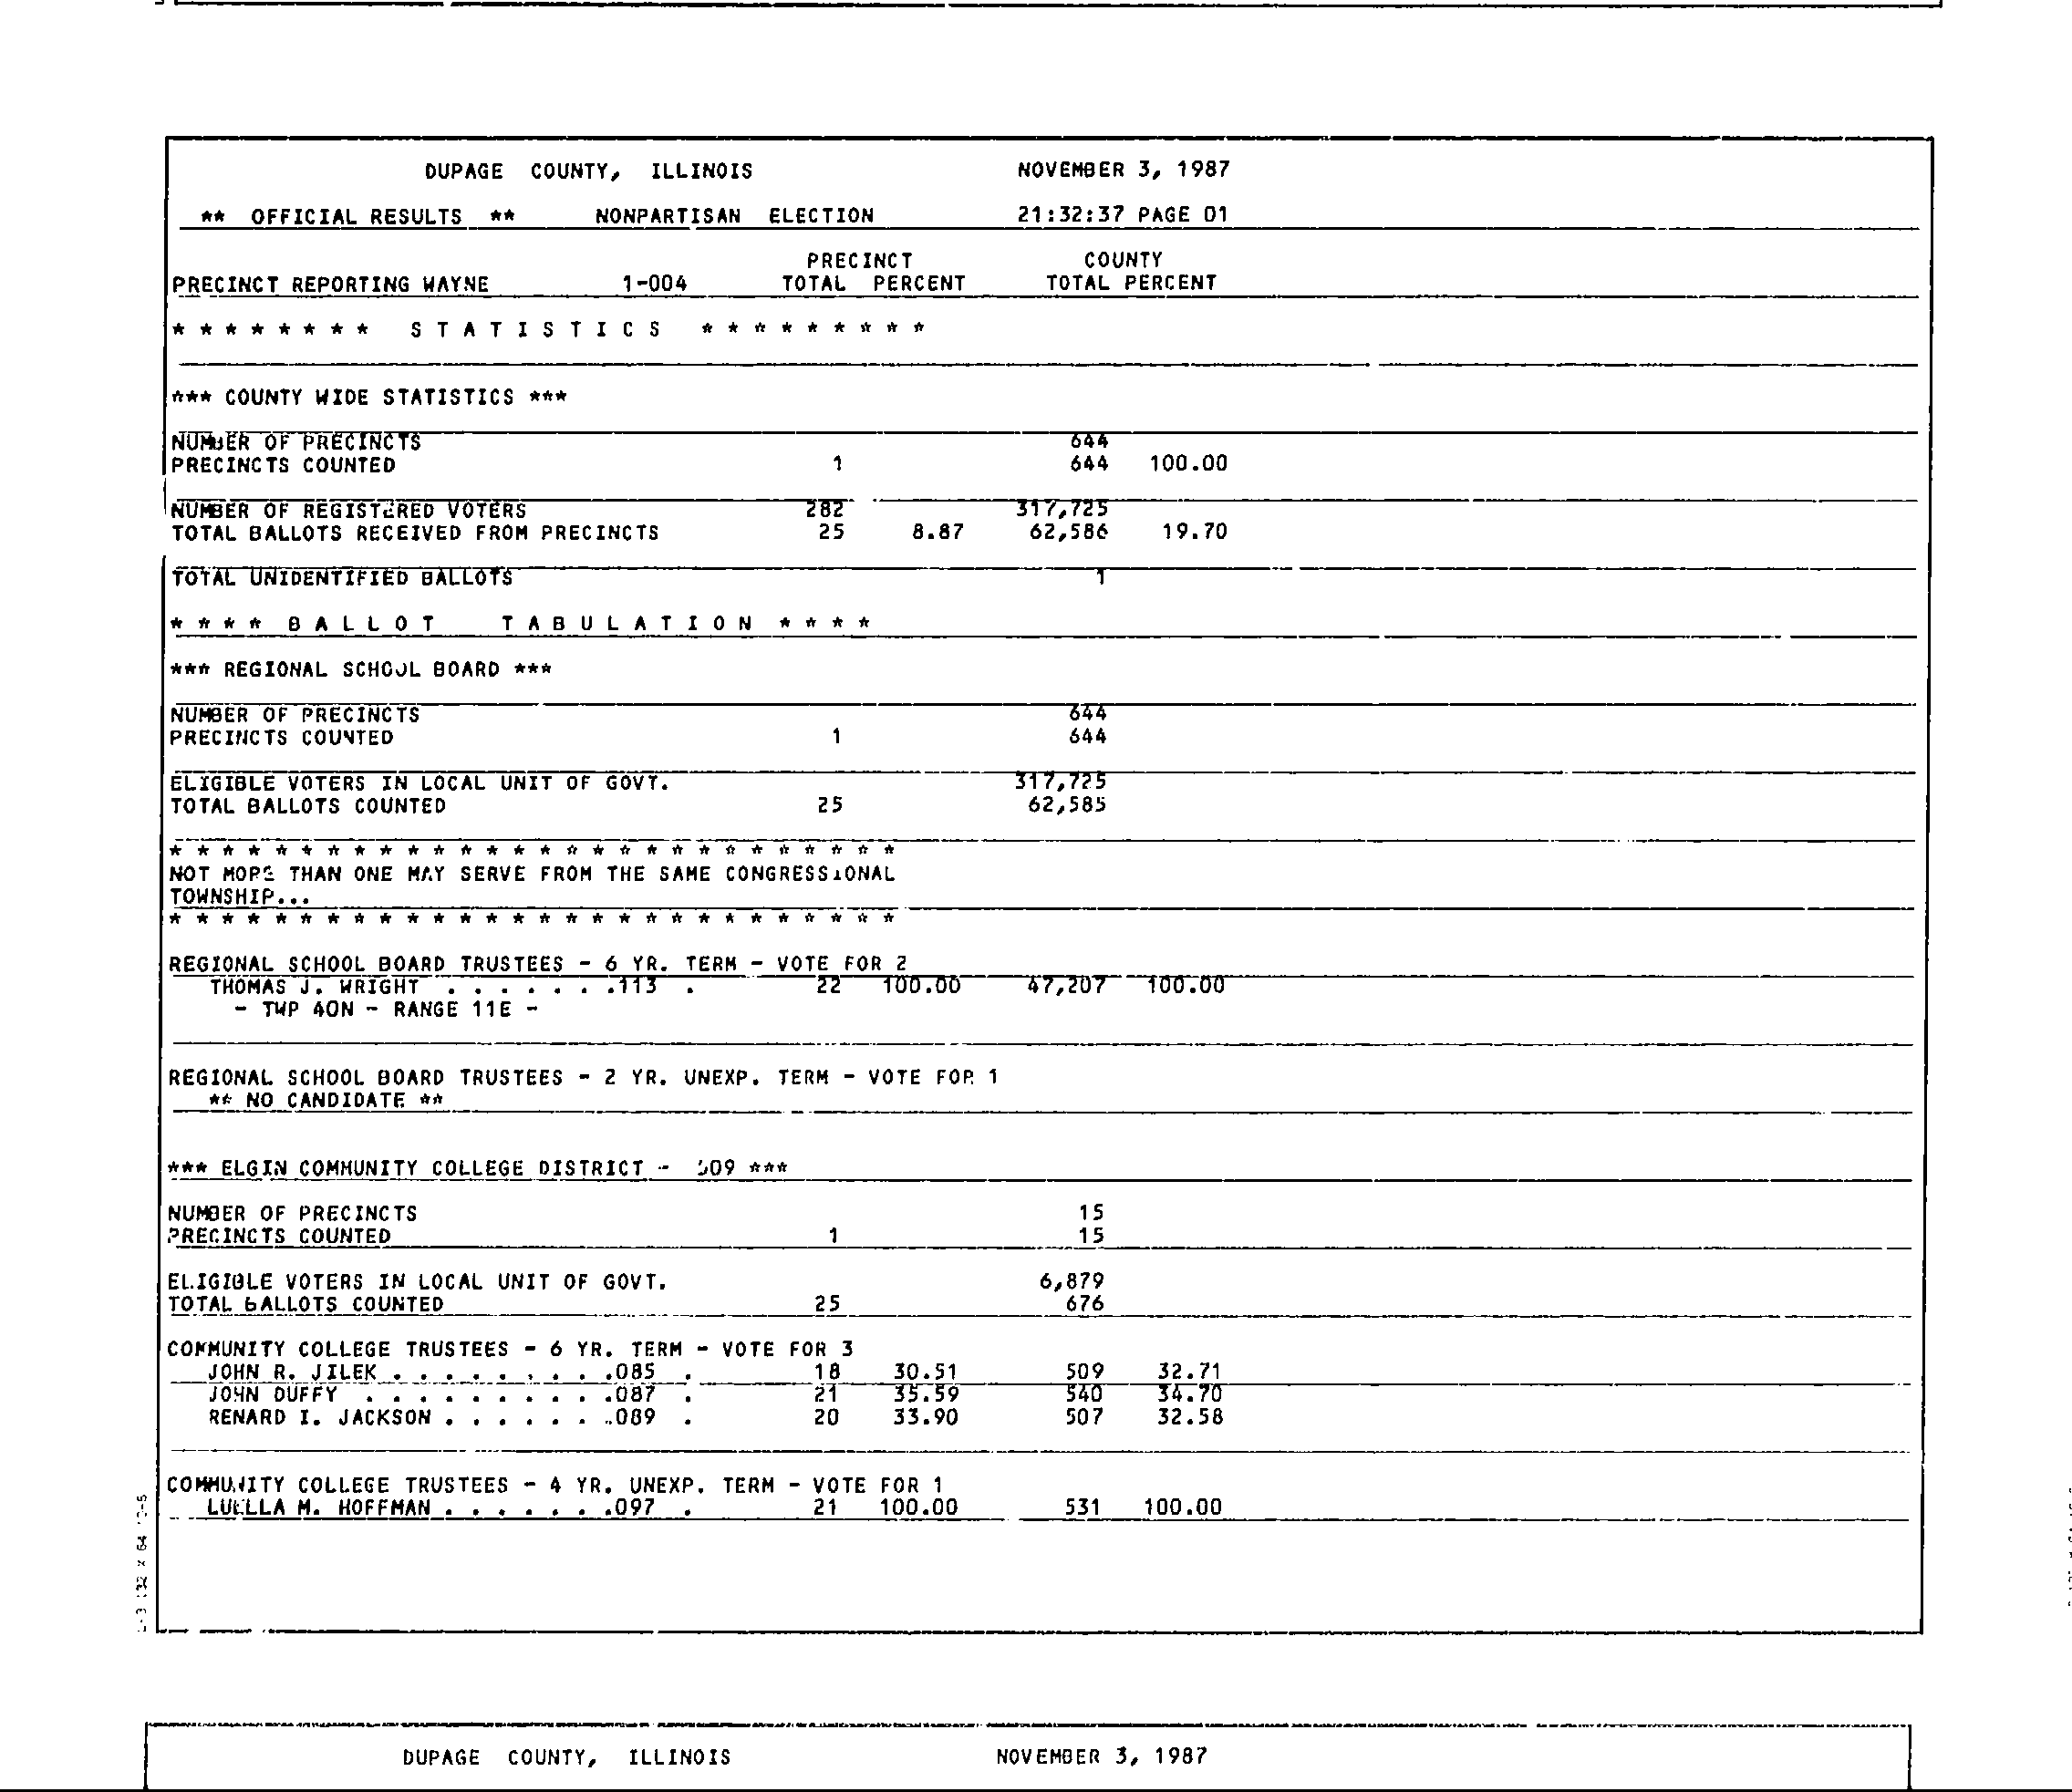 DUPAGE COUNTY, ILLINOIS NOVEMBER 3, 1987
** OFFICIAL RESULTS ** NONPARTISAN ELECTION 21:32:37 PAGE 01
PRECINCT COUNTY
PRECINCT REPORTING WAYNE 1-004 TOTAL PERCENT TOTAL PERCENT
* * * * * * * * S T A T I S T I C S * * * * * * * * *
*** COUNTY WIDE STATISTICS ***
NUMBER OF PRECINCTS 644
PRECINCTS COUNTED 1 644 100.00
NUMBER OF REGISTERED VOTERS 282 317,725
TOTAL BALLOTS RECEIVED FROM PRECINCTS 25 8.87 62,586 19.70
TOTAL UNIDENTIFIED BALLOTS 1
* * * * B A L L O T T A B U L A T I O N * * * *
*** REGIONAL SCHOOL BOARD ***
NUMBER OF PRECINCTS 644
PRECINCTS COUNTED 1 644
ELIGIBLE VOTERS IN LOCAL UNIT OF GOVT. 317,725
TOTAL BALLOTS COUNTED 25 62,585
* * * * * * * * * * * * * * * * * * * * * * * * * * * *
NOT MORE THAN ONE MAY SERVE FROM THE SAME CONGRESSIONAL
TOWNSHIP...
* * * * * * * * * * * * * * * * * * * * * * * * * * * *
REGIONAL SCHOOL BOARD TRUSTEES - 6 YR. TERM - VOTE FOR 2
THOMAS J. WRIGHT . . . . . . .113 . 22 100.00 47,207 100.00
- TWP 40N - RANGE 11E -
REGIONAL SCHOOL BOARD TRUSTEES - 2 YR. UNEXP. TERM - VOTE FOR 1
** NO CANDIDATE **
*** ELGIN COMMUNITY COLLEGE DISTRICT - 509 ***
NUMBER OF PRECINCTS 15
PRECINCTS COUNTED 1 15
ELIGIBLE VOTERS IN LOCAL UNIT OF GOVT. 6,879
TOTAL BALLOTS COUNTED 25 676
COMMUNITY COLLEGE TRUSTEES - 6 YR. TERM - VOTE FOR 3
JOHN R. JILEK . . . . . . . . .085 . 18 30.51 509 32.71
JOHN DUFFY . . . . . . . . . .087 . 21 35.59 540 34.70
RENARD I. JACKSON . . . . . . .089 . 20 33.90 507 32.58
COMMUNITY COLLEGE TRUSTEES - 4 YR. UNEXP. TERM - VOTE FOR 1
LUELLA M. HOFFMAN . . . . . . .097 . 21 100.00 531 100.00
DUPAGE COUNTY, ILLINOIS NOVEMBER 3, 1987